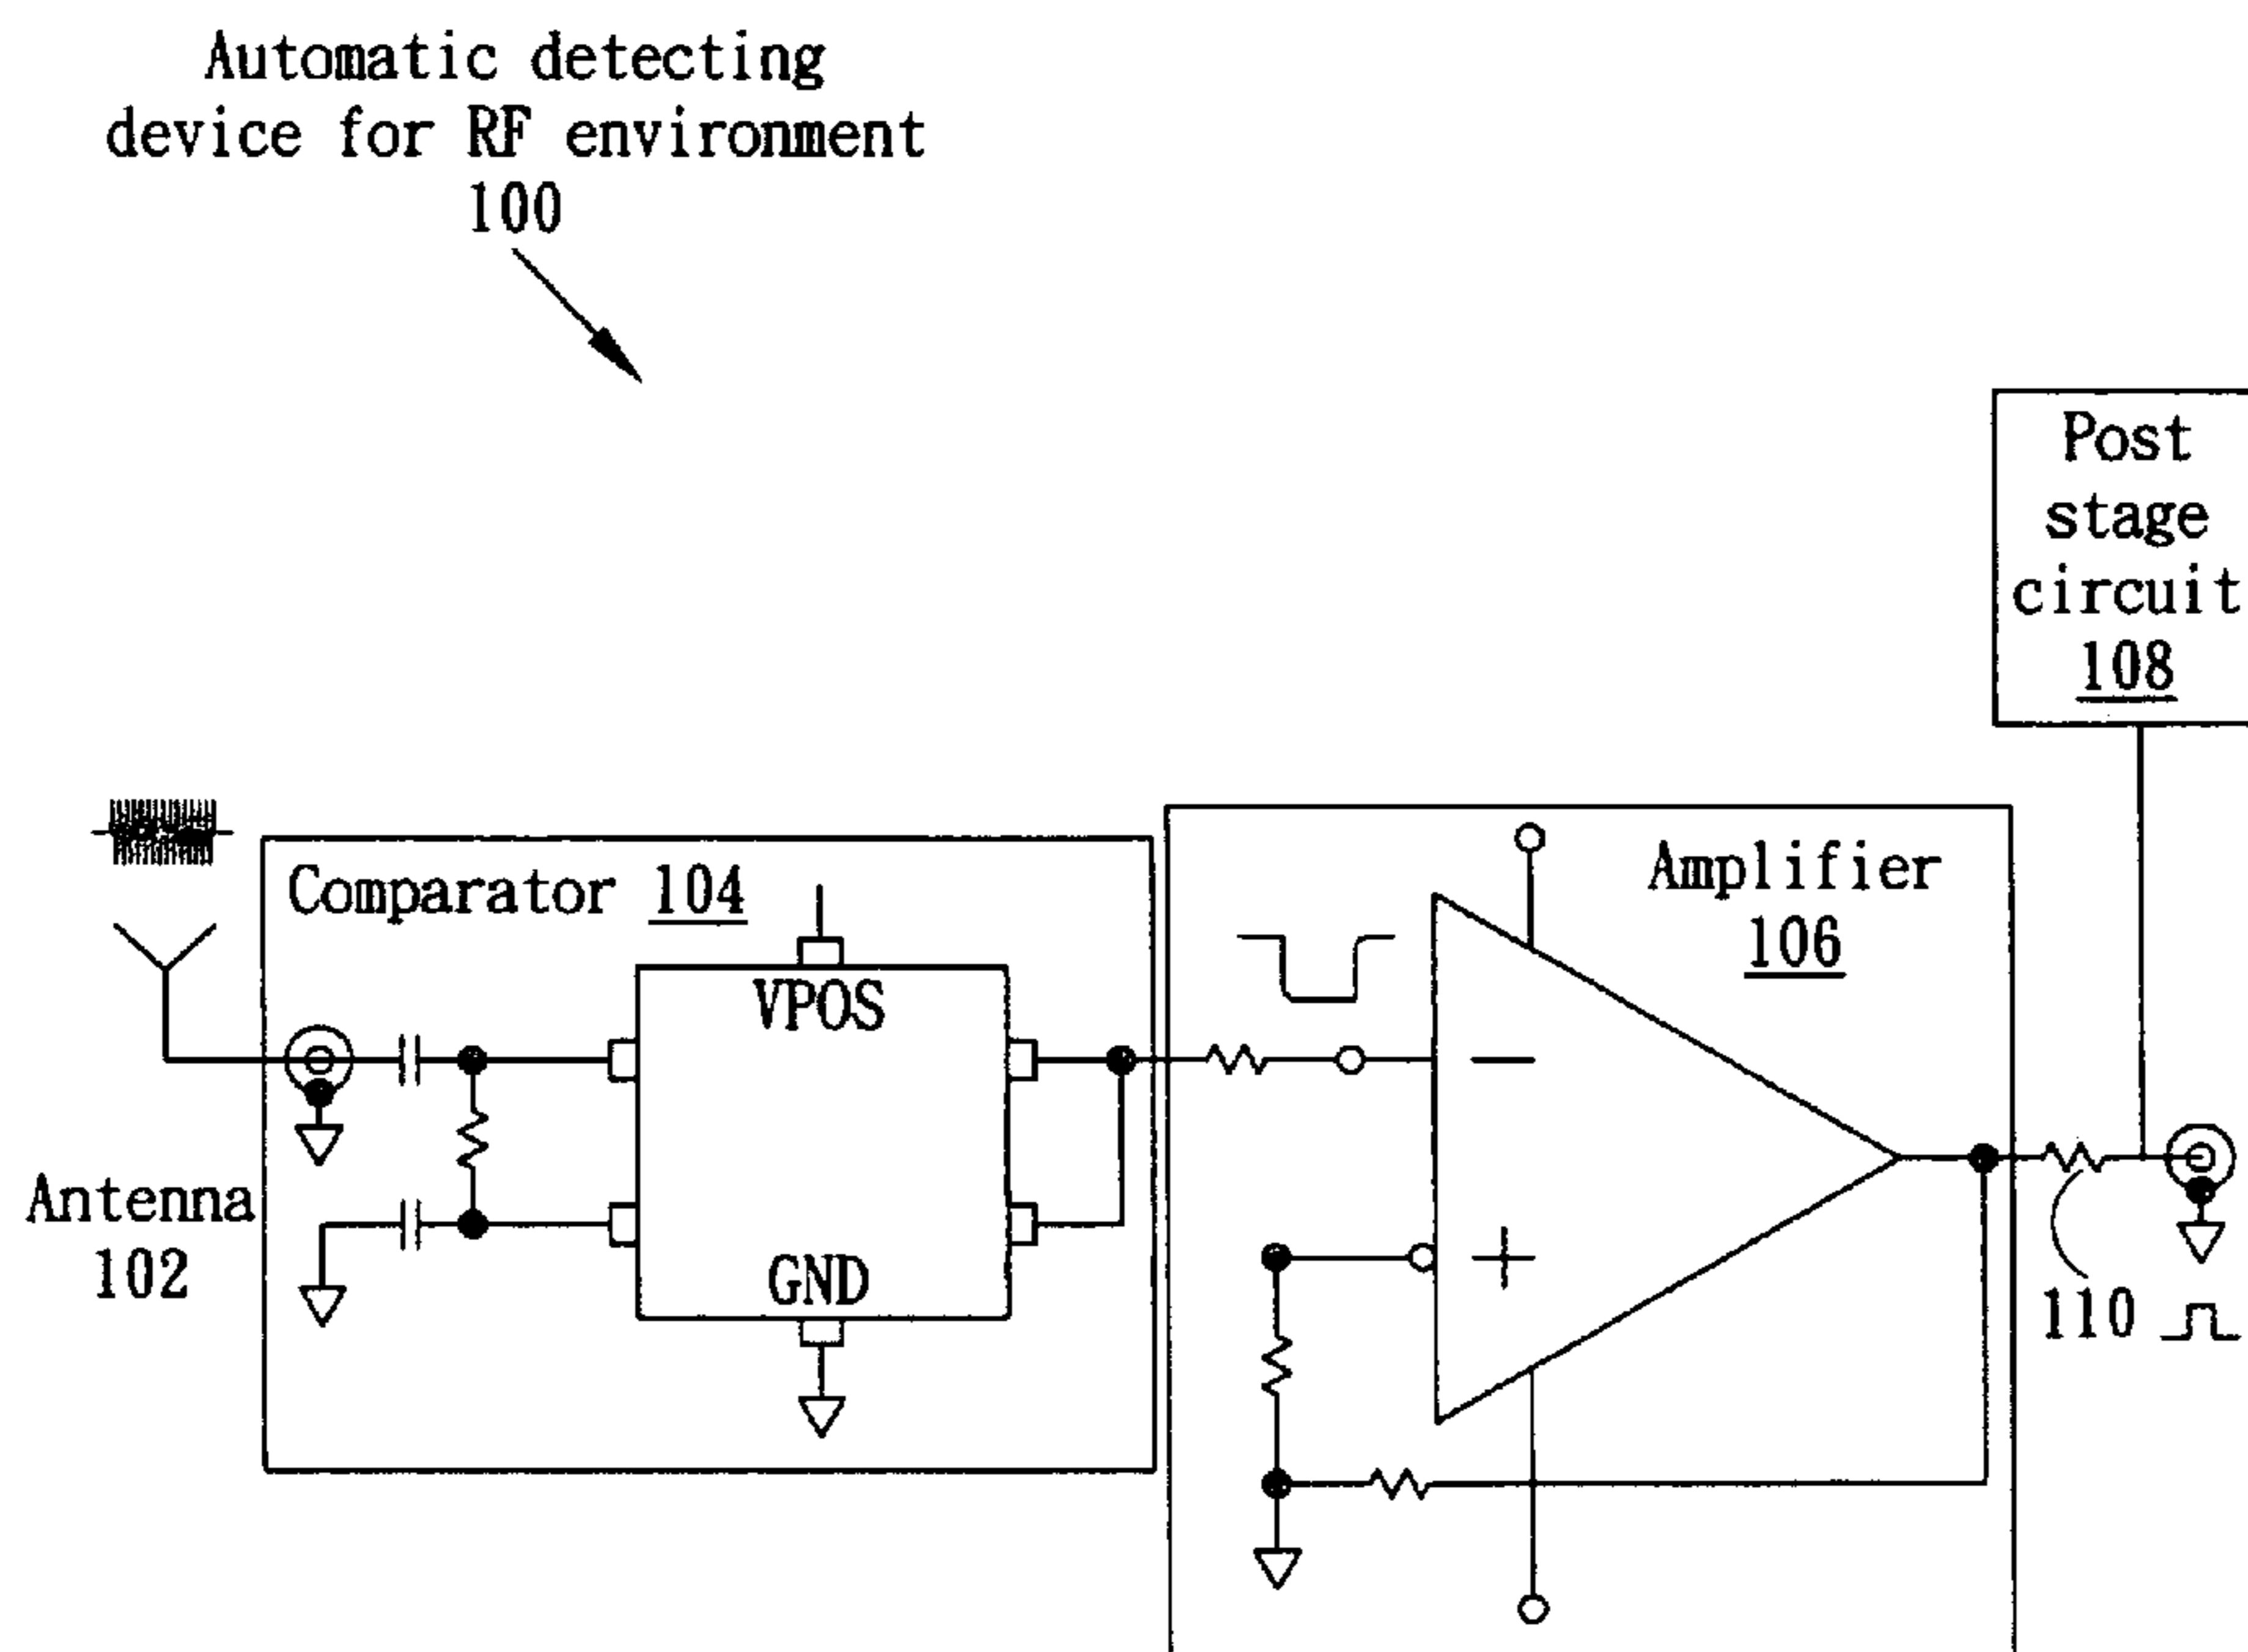 Automatic detecting
device for RF environment
100
Post
stage
circuit
108
Comparator 104
VPOS
GND
Antenna
102
Amplifier
106
−
+
110